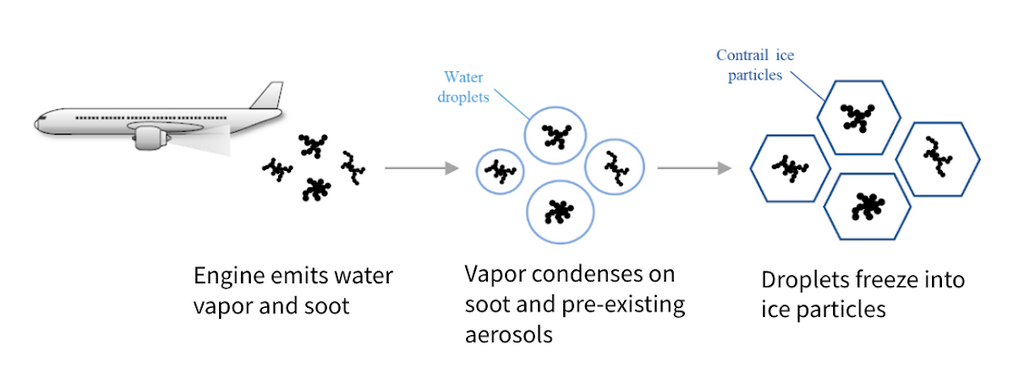 Contrail ice
particles
Water
droplets
Engine emits water
vapor and soot
Vapor condenses on
soot and pre-existing
aerosols
Droplets freeze into
ice particles